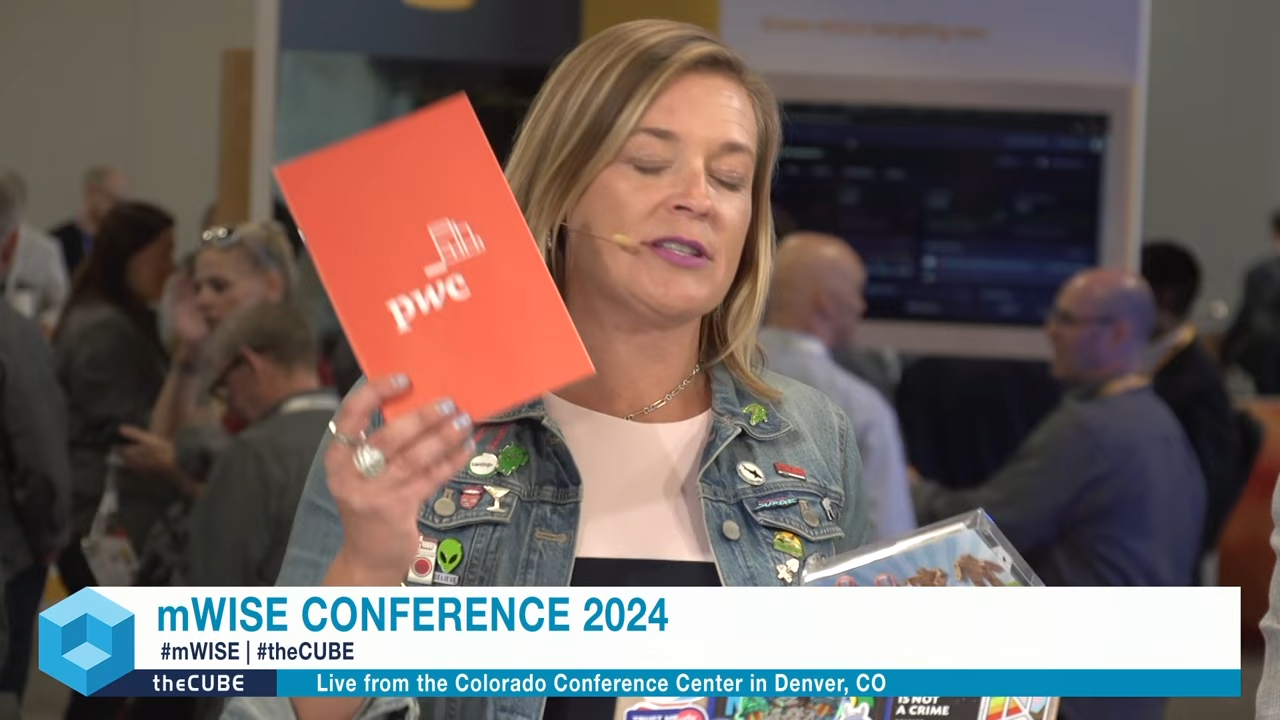 pwc
BELIEVE
mWISE CONFERENCE 2024
#mWISE | #theCUBE
theCUBE
Live from the Colorado Conference Center in Denver, CO
IS NOT
A CRIME